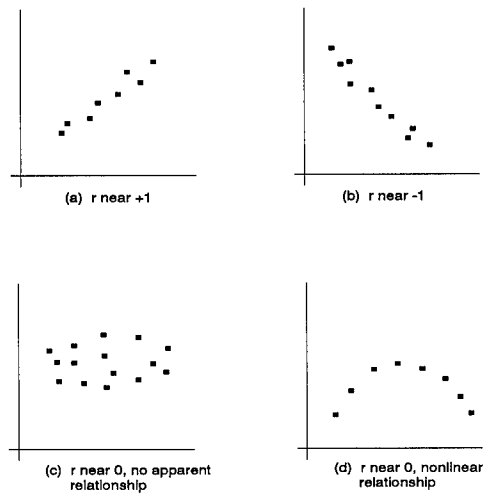 (a) r near +1
(b) r near -1
(c) r near 0, no apparent
relationship
(d) r near 0, nonlinear
relationship